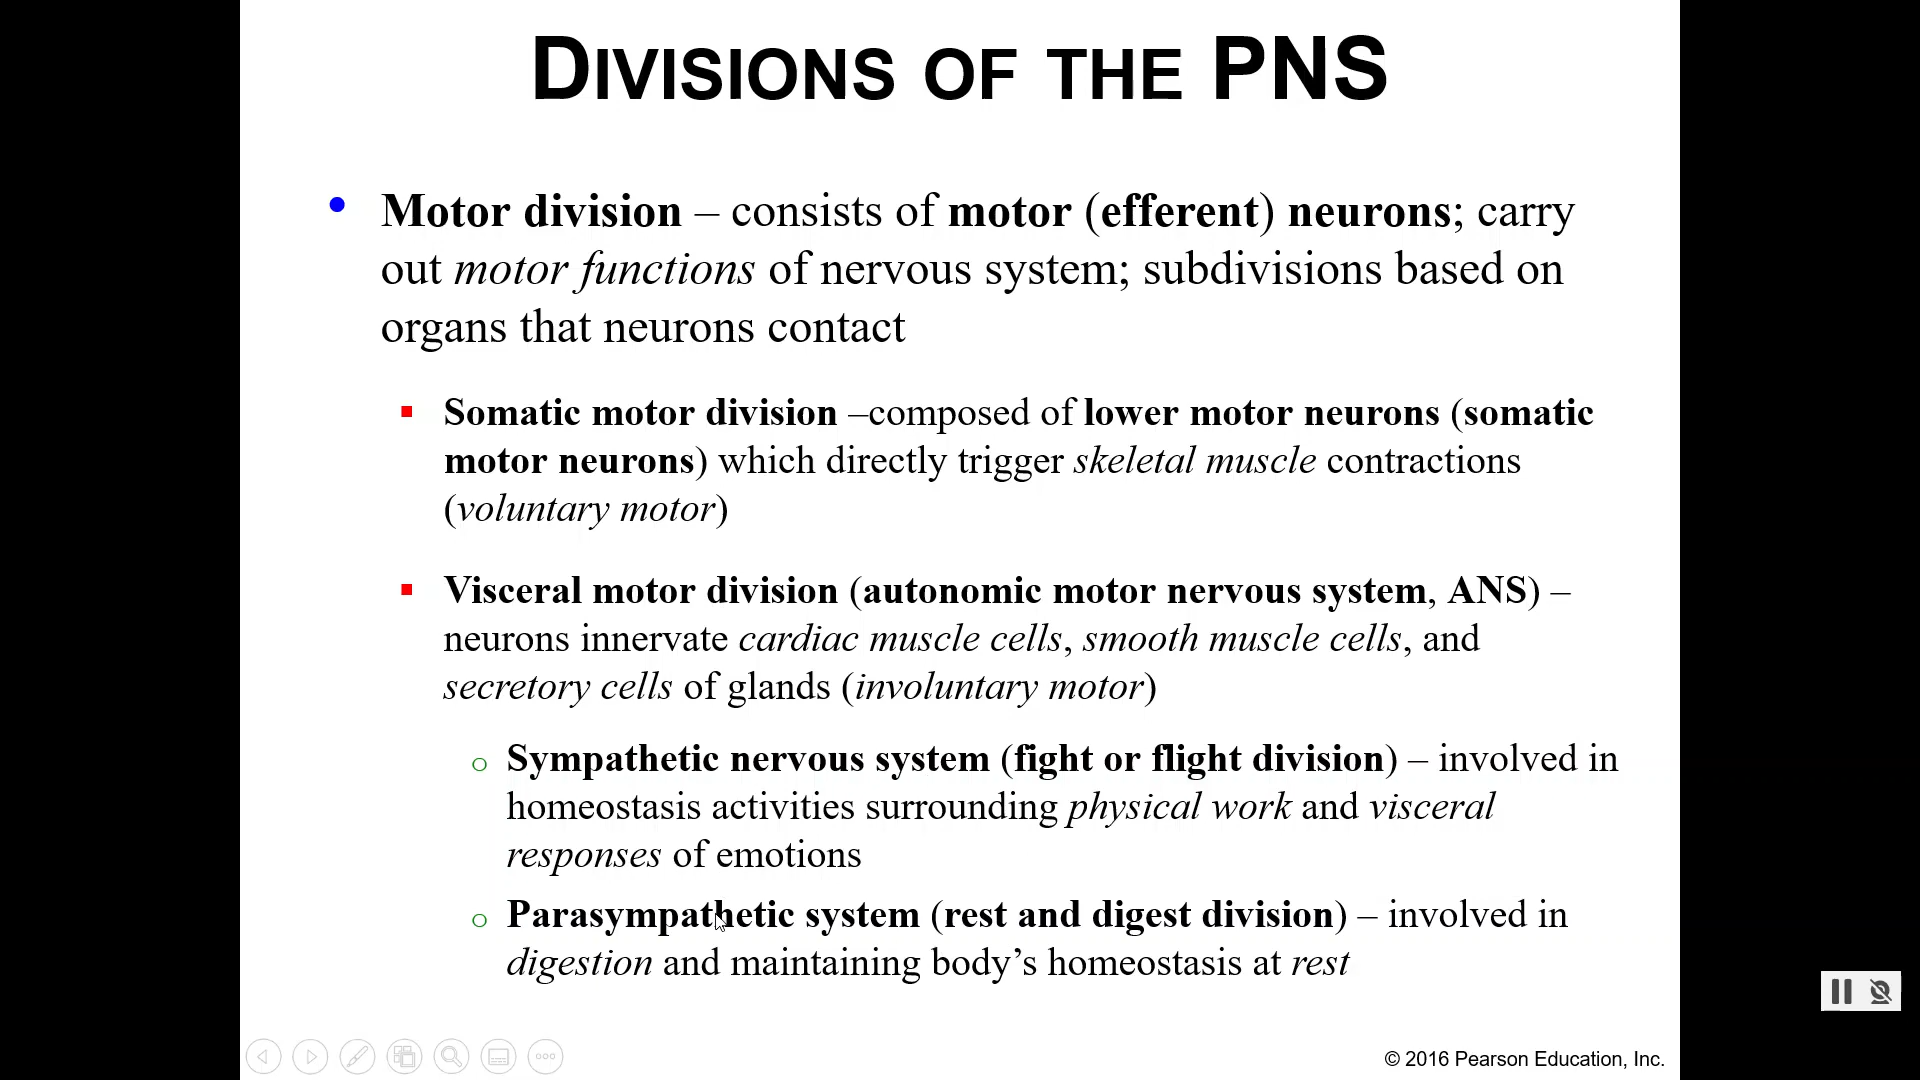 DIVISIONS OF THE PNS
• Motor division – consists of motor (efferent) neurons; carry
out motor functions of nervous system; subdivisions based on
organs that neurons contact
▪ Somatic motor division –composed of lower motor neurons (somatic
motor neurons) which directly trigger skeletal muscle contractions
(voluntary motor)
▪ Visceral motor division (autonomic motor nervous system, ANS) –
neurons innervate cardiac muscle cells, smooth muscle cells, and
secretory cells of glands (involuntary motor)
o Sympathetic nervous system (fight or flight division) – involved in
homeostasis activities surrounding physical work and visceral
responses of emotions
o Parasympathetic system (rest and digest division) – involved in
digestion and maintaining body’s homeostasis at rest
© 2016 Pearson Education, Inc.